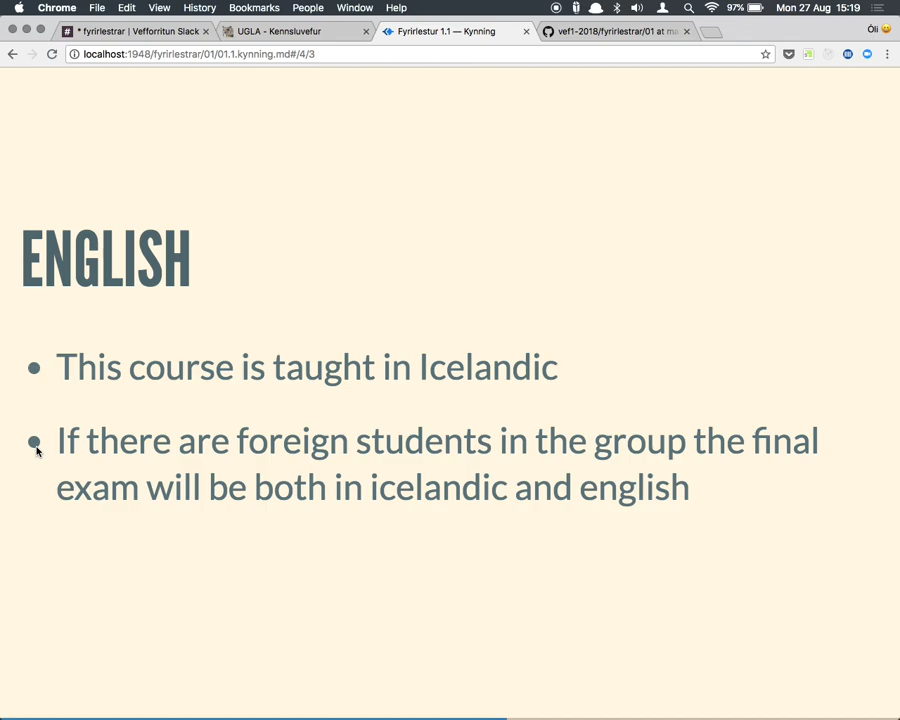 Chrome File Edit View History Bookmarks People Window Help 97% Mon 27 Aug 15:19
* fyrirlestrar | Vefforritun Slack UGLA - Kennsluvefur Fyrirlestur 1.1 — Kynning vef1-2018/fyrirlestrar/01 at ma Óli
localhost:1948/fyrirlestrar/01/01.1.kynning.md#/4/3
ENGLISH
This course is taught in Icelandic
If there are foreign students in the group the final
exam will be both in icelandic and english